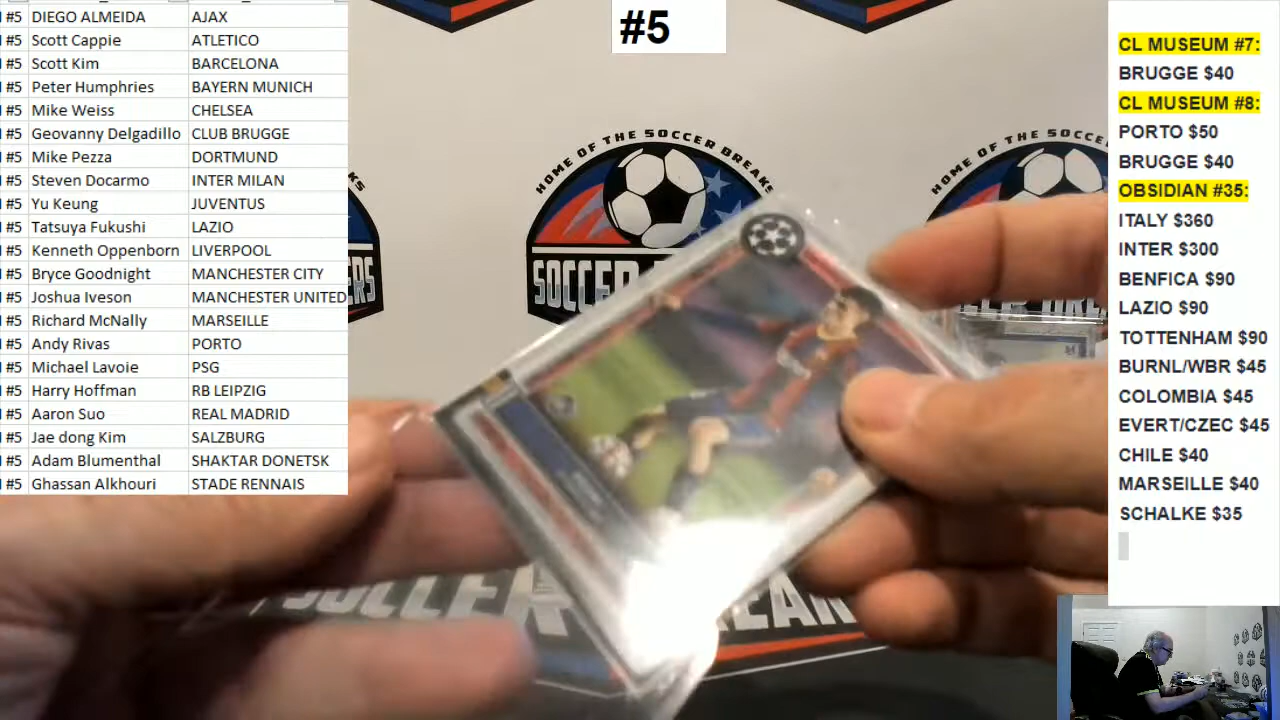 #5 DIEGO ALMEIDA AJAX
#5 Scott Cappie ATLETICO
#5 Scott Kim BARCELONA
#5 Peter Humphries BAYERN MUNICH
#5 Mike Weiss CHELSEA
#5 Geovanny Delgadillo CLUB BRUGGE
#5 Mike Pezza DORTMUND
#5 Steven Docarmo INTER MILAN
#5 Yu Keung JUVENTUS
#5 Tatsuya Fukushi LAZIO
#5 Kenneth Oppenborn LIVERPOOL
#5 Bryce Goodnight MANCHESTER CITY
#5 Joshua Iveson MANCHESTER UNITED
#5 Richard McNally MARSEILLE
#5 Andy Rivas PORTO
#5 Michael Lavoie PSG
#5 Harry Hoffman RB LEIPZIG
#5 Aaron Suo REAL MADRID
#5 Jae dong Kim SALZBURG
#5 Adam Blumenthal SHAKTAR DONETSK
#5 Ghassan Alkhouri STADE RENNAIS
#5
HOME OF THE SOCCER BREAKS
SOCCER
HOME OF THE SOCCER
SOCCER
CL MUSEUM #7:
BRUGGE $40
CL MUSEUM #8:
PORTO $50
BRUGGE $40
OBSIDIAN #35:
ITALY $360
INTER $300
BENFICA $90
LAZIO $90
TOTTENHAM $90
BURNL/WBR $45
COLOMBIA $45
EVERT/CZEC $45
CHILE $40
MARSEILLE $40
SCHALKE $35